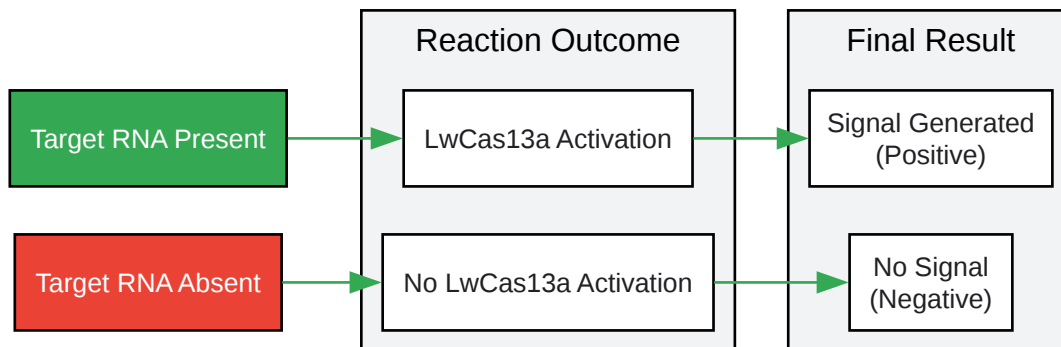 Reaction Outcome
Final Result
Target RNA Present
LwCas13a Activation
Signal Generated
(Positive)
Target RNA Absent
No LwCas13a Activation
No Signal
(Negative)